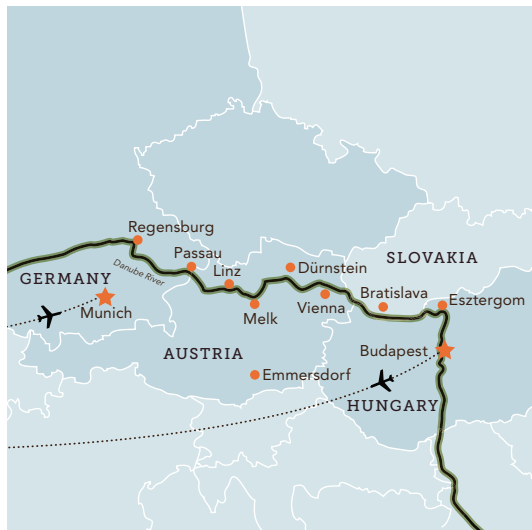 Regensburg
Passau
Danube River
Linz
Dürnstein
SLOVAKIA
GERMANY
Munich
Melk
Vienna
Bratislava
Esztergom
AUSTRIA
Budapest
Emmersdorf
HUNGARY